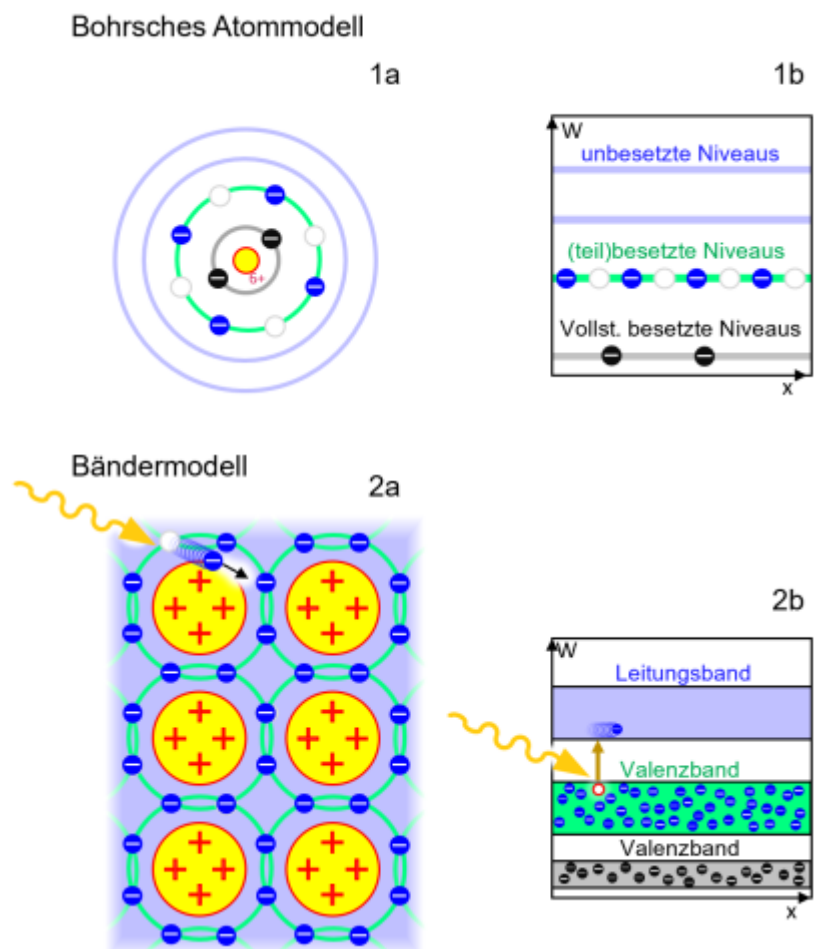 Bohrsches Atommodell
1a
1b
W
unbesetzte Niveaus
(teil)besetzte Niveaus
6+
Vollst. besetzte Niveaus
x
Bändermodell
2a
2b
W
Leitungsband
Valenzband
Valenzband
x